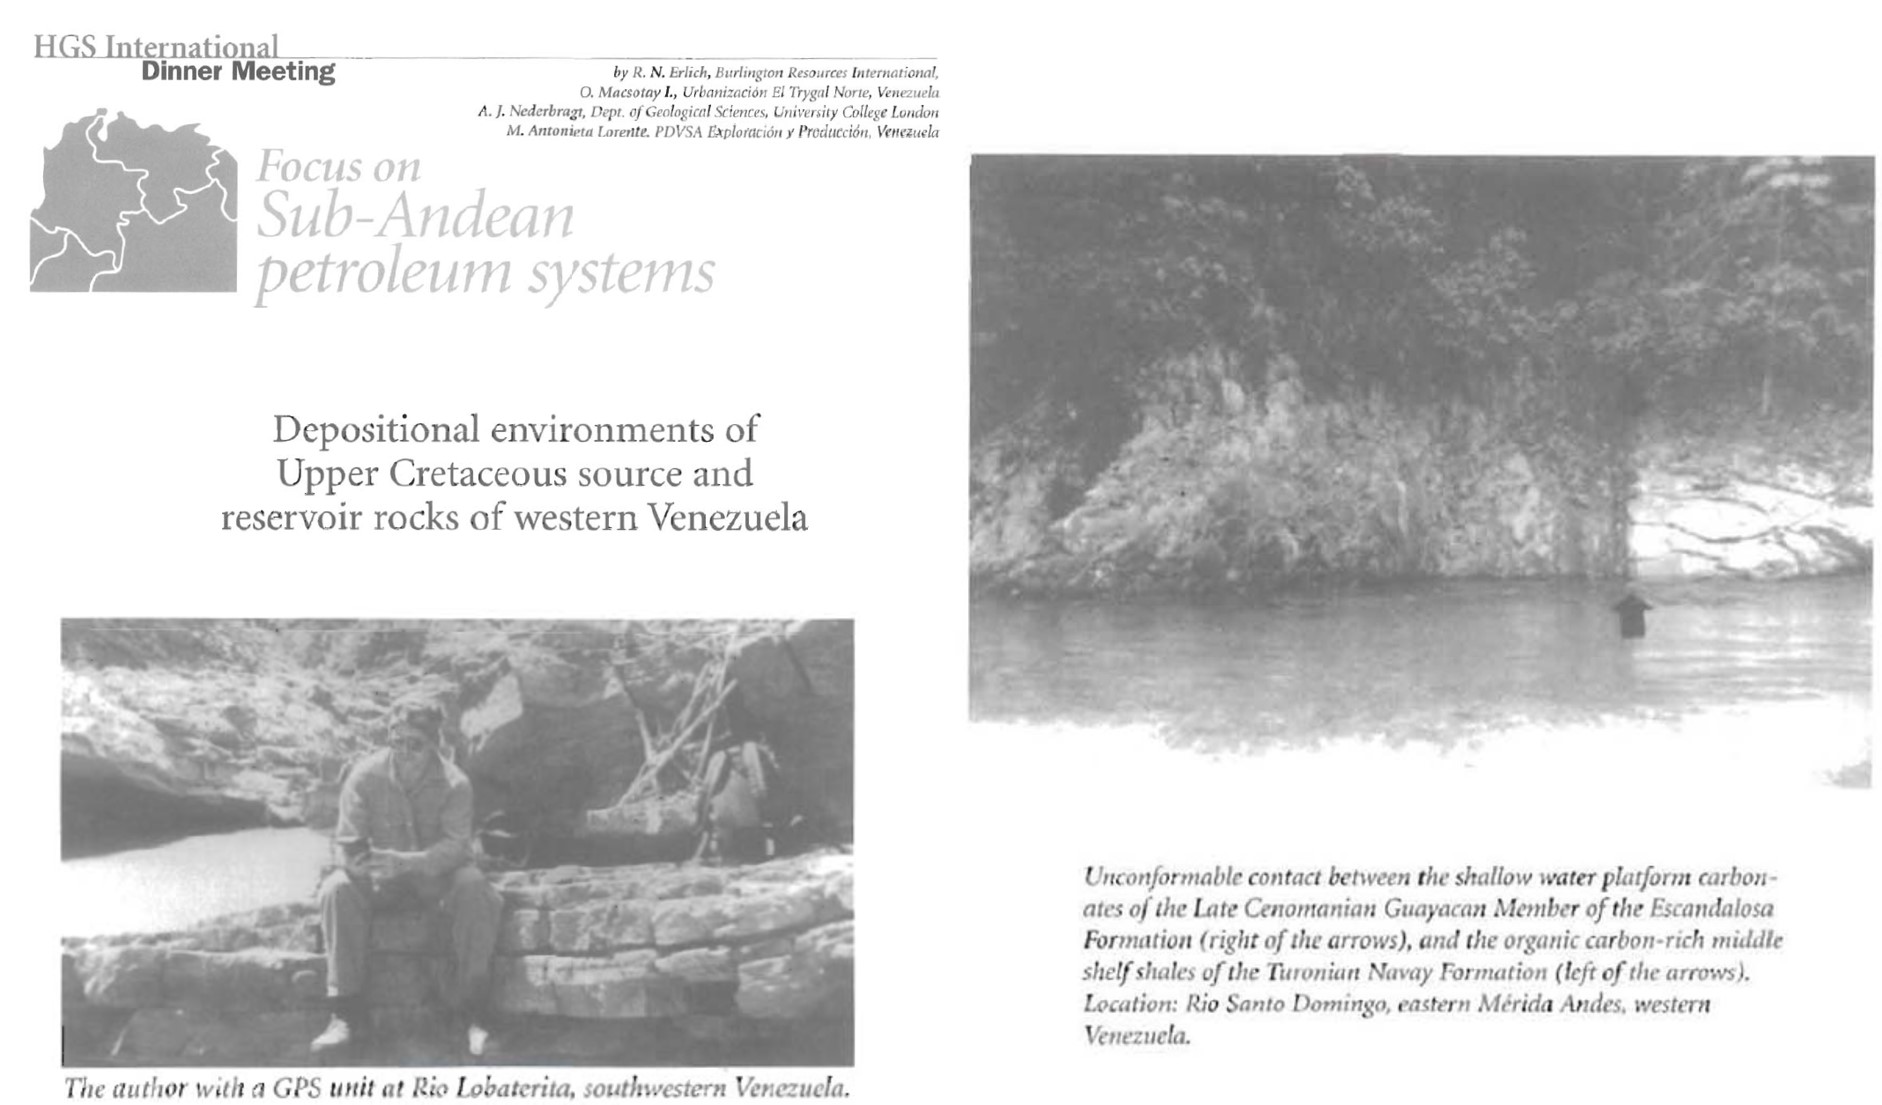 HGS International
Dinner Meeting
by R. N. Erlich, Burlington Resources International,
O. Macsotay I., Urbanización El Trygal Norte, Venezuela
A. J. Nederbragt, Dept. of Geological Sciences, University College London
M. Antonieta Lorente. PDVSA Exploración y Producción, Venezuela
Focus on
Sub-Andean
petroleum systems
Depositional environments of
Upper Cretaceous source and
reservoir rocks of western Venezuela
The author with a GPS unit at Rio Lobaterita, southwestern Venezuela.
Unconformable contact between the shallow water platform carbon-
ates of the Late Cenomanian Guayacan Member of the Escandalosa
Formation (right of the arrows), and the organic carbon-rich middle
shelf shales of the Turonian Navay Formation (left of the arrows).
Location: Rio Santo Domingo, eastern Mérida Andes, western
Venezuela.